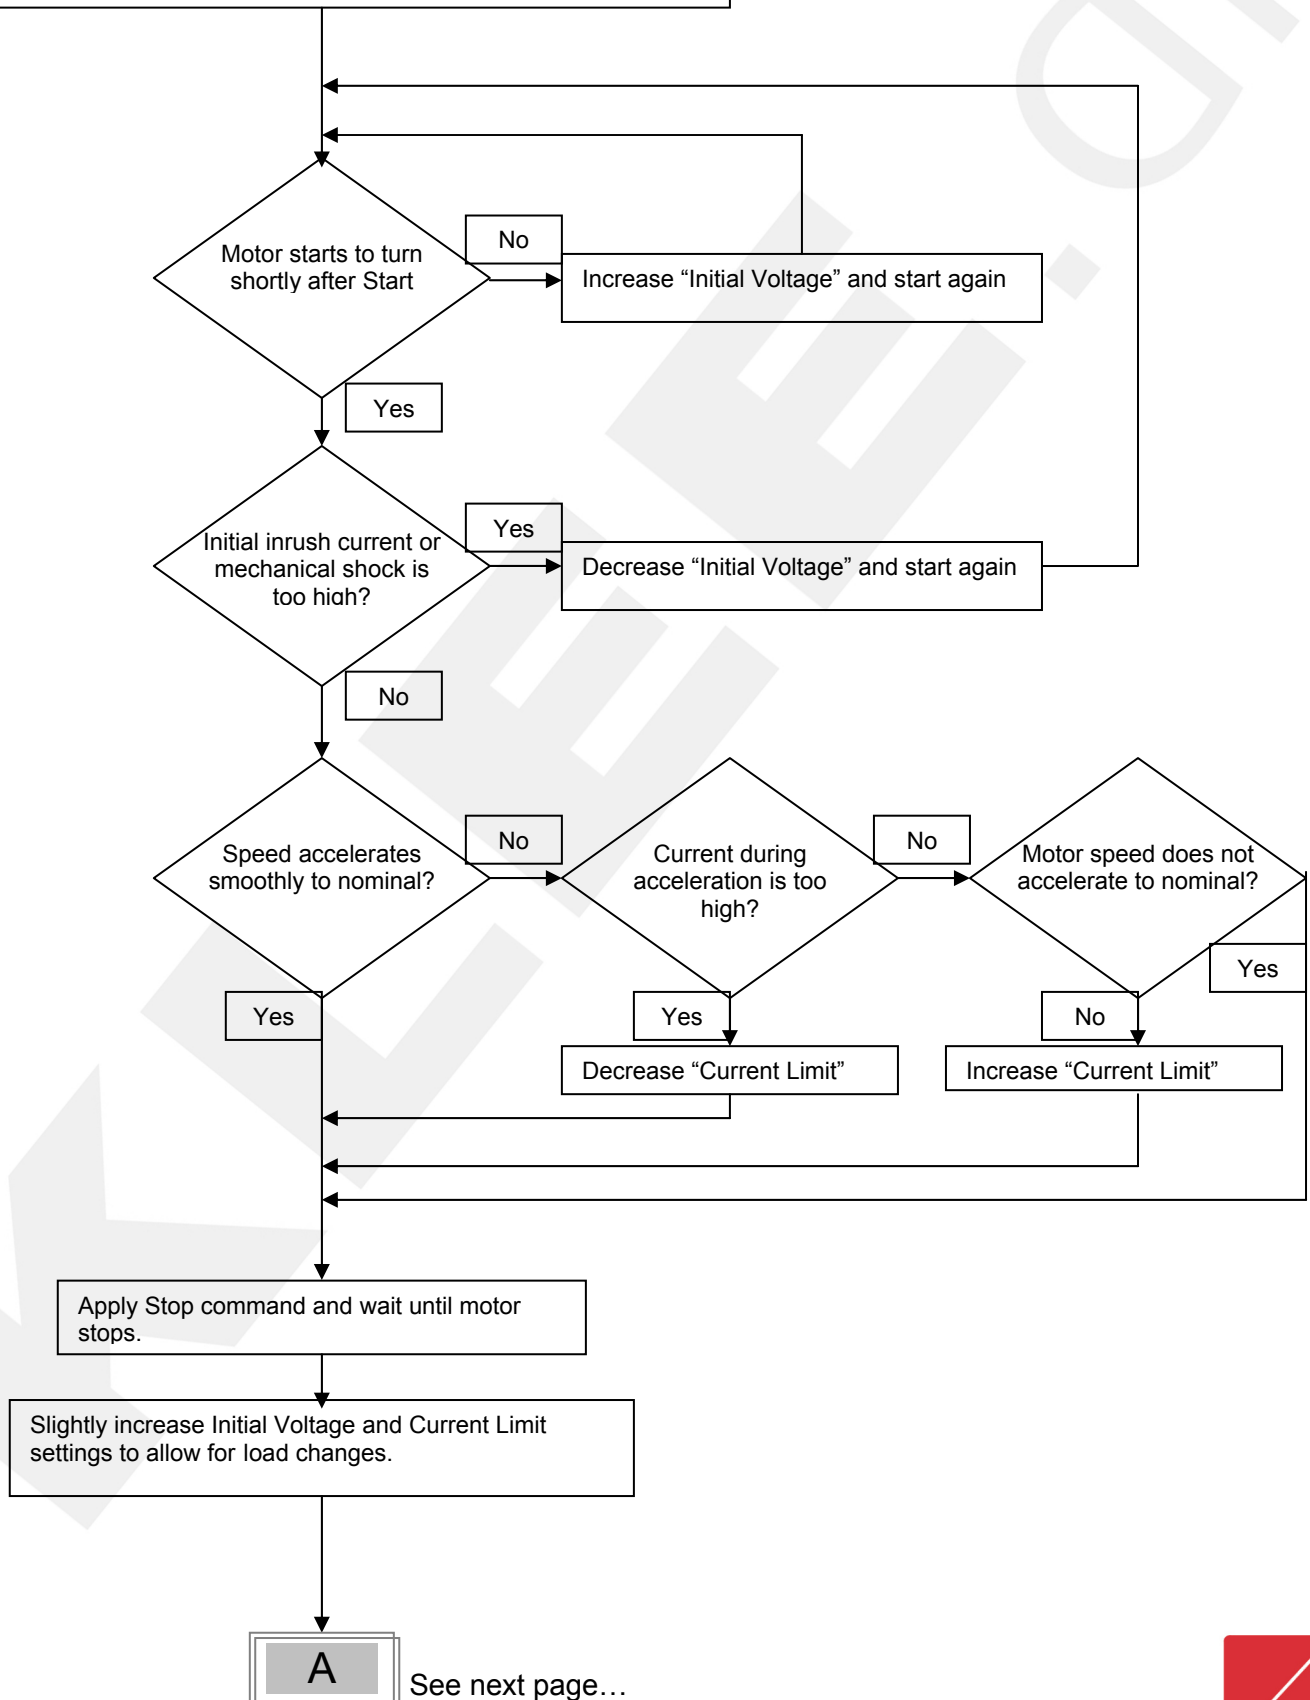 Motor starts to turn
shortly after Start
No
Increase “Initial Voltage” and start again
Yes
Initial inrush current or
mechanical shock is
too high?
Yes
Decrease “Initial Voltage” and start again
No
Speed accelerates
smoothly to nominal?
No
Current during
acceleration is too
high?
No
Motor speed does not
accelerate to nominal?
Yes
Yes
Yes
No
Decrease “Current Limit”
Increase “Current Limit”
Apply Stop command and wait until motor
stops.
Slightly increase Initial Voltage and Current Limit
settings to allow for load changes.
A
See next page…